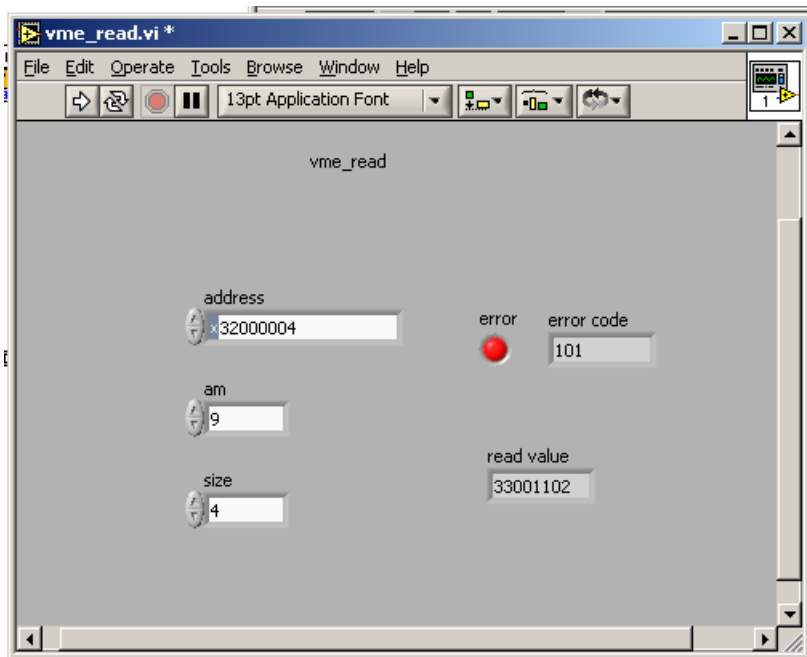 vme_read.vi *
File Edit Operate Tools Browse Window Help
13pt Application Font
1
vme_read
address
x32000004
error
error code
101
am
9
read value
33001102
size
4